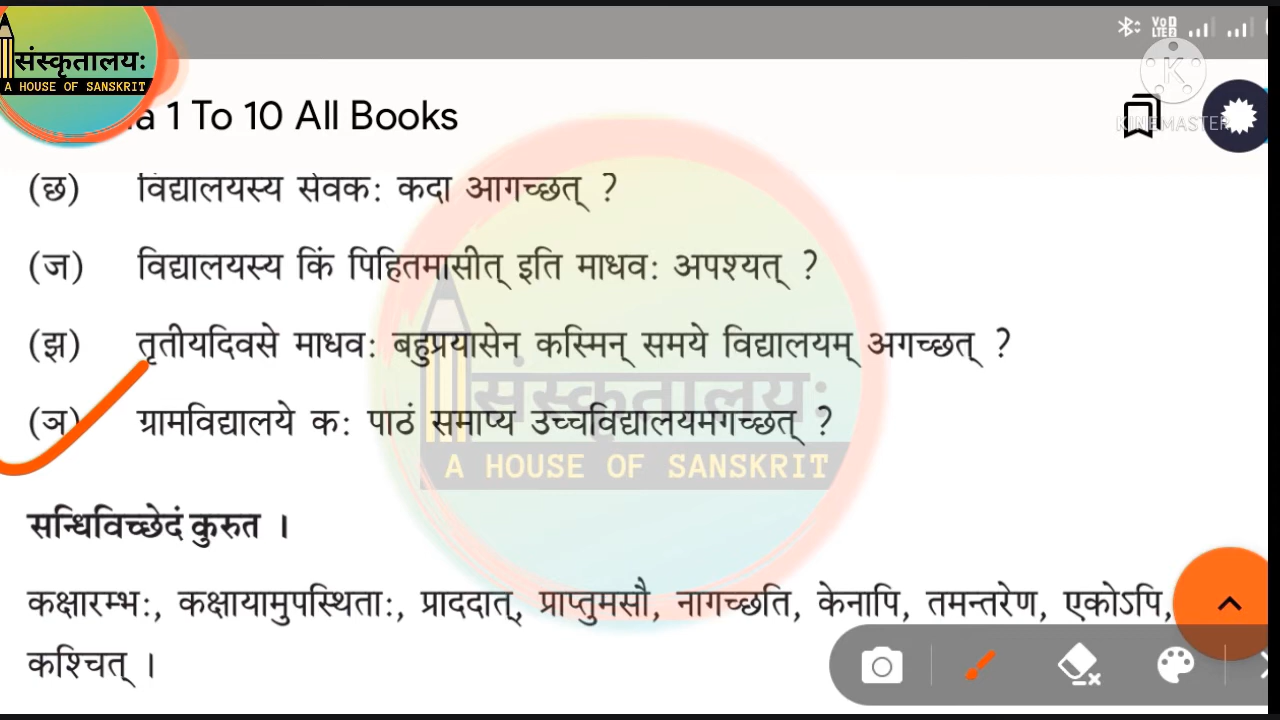 संस्कृतालयः
A HOUSE OF SANSKRIT
a 1 To 10 All Books
KINEMASTER
(छ) विद्यालयस्य सेवकः कदा आगच्छत् ?
(ज) विद्यालयस्य किं पिहितमासीत् इति माधवः अपश्यत् ?
(झ) तृतीयदिवसे माधवः बहुप्रयासेन कस्मिन् समये विद्यालयम् अगच्छत् ?
(ञ) ग्रामविद्यालये कः पाठं समाप्य उच्चविद्यालयमगच्छत् ?
संस्कृतालयः
A HOUSE OF SANSKRIT
सन्धिविच्छेदं कुरुत ।
कक्षारम्भः, कक्षायामुपस्थिताः, प्राददात्, प्राप्तुमसौ, नागच्छति, केनापि, तमन्तरेण, एकोऽपि,
कश्चित् ।